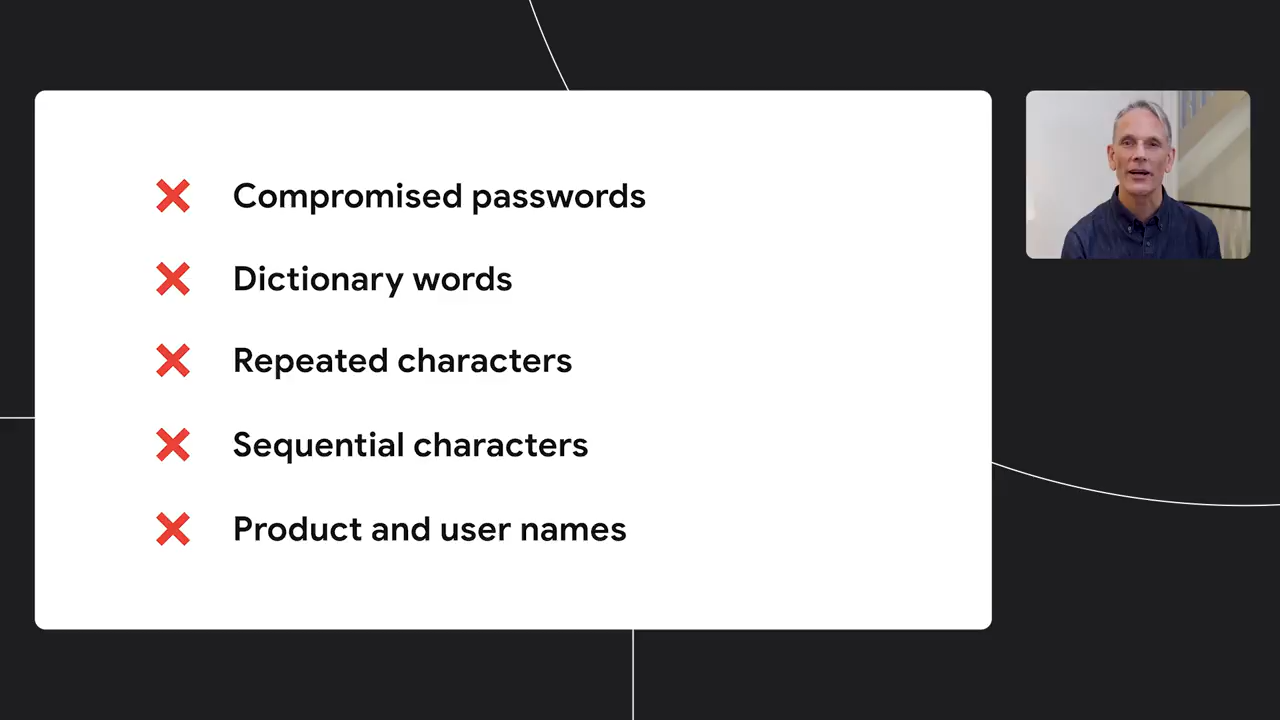 Compromised passwords
Dictionary words
Repeated characters
Sequential characters
Product and user names